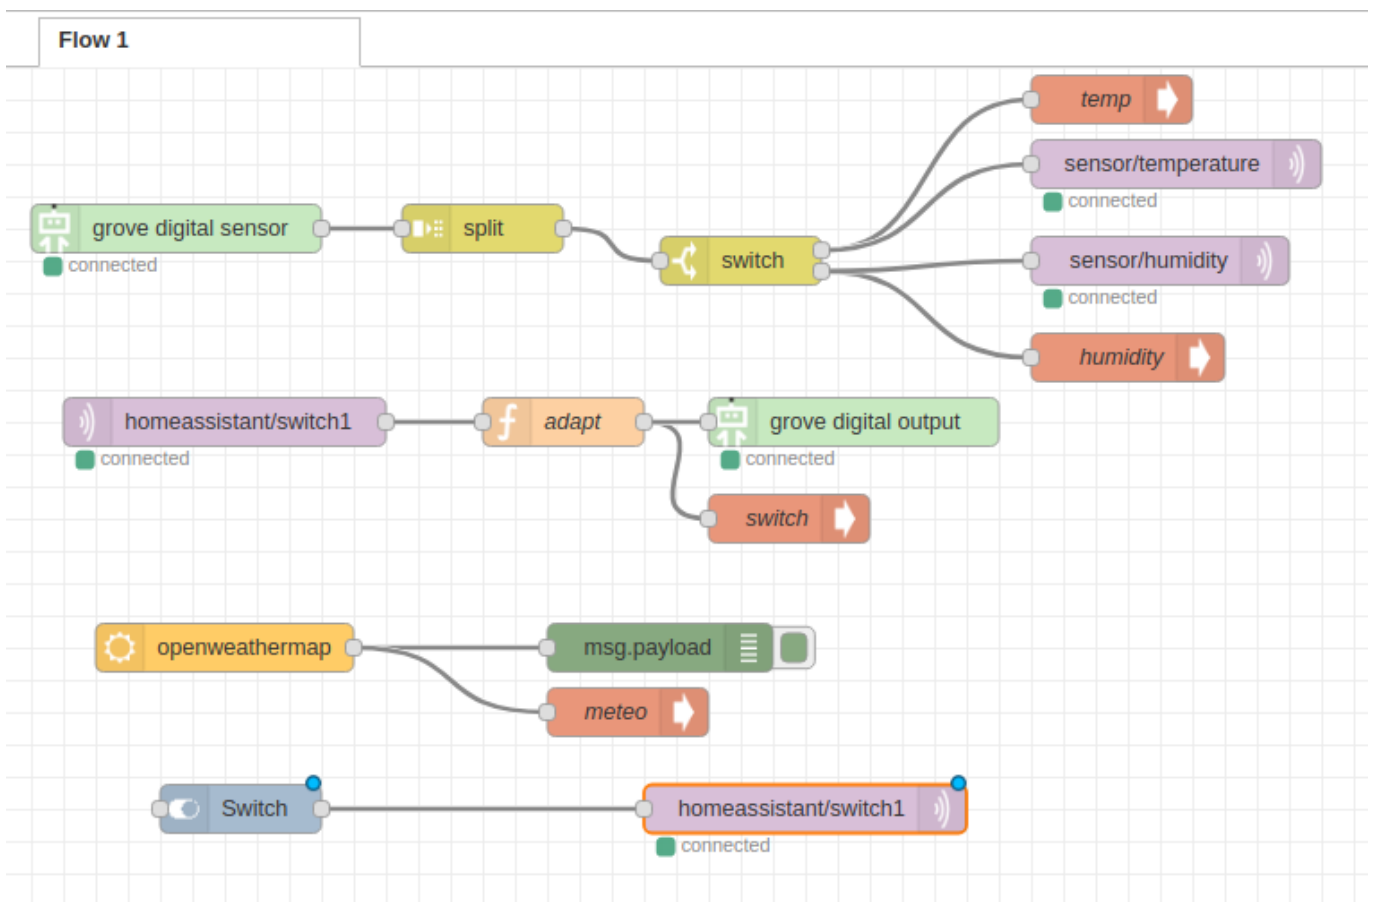 Flow 1
temp
sensor/temperature
connected
grove digital sensor
connected
split
switch
sensor/humidity
connected
humidity
homeassistant/switch1
connected
adapt
grove digital output
connected
switch
openweathermap
msg.payload
meteo
Switch
homeassistant/switch1
connected